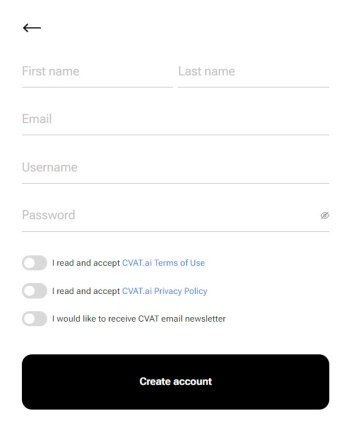 First name Last name
Email
Username
Password
I read and accept CVAT.ai Terms of Use
I read and accept CVAT.ai Privacy Policy
I would like to receive CVAT email newsletter
Create account